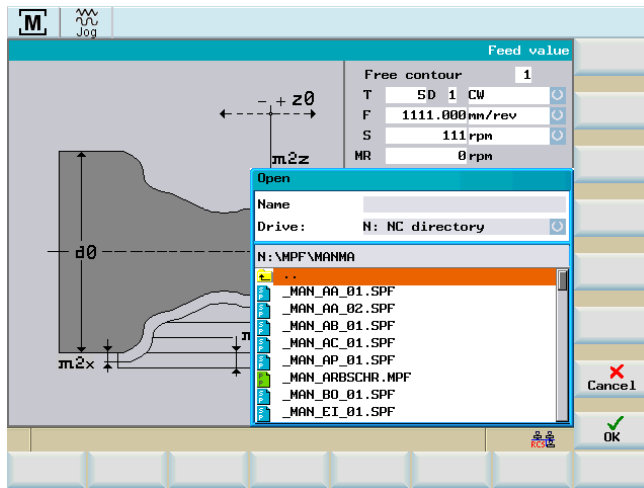 M
Jog
Feed value
Free contour 1
T 5 D 1 CW
F 1111.000 mm/rev
S 111 rpm
MR 0 rpm
- + z0
m2z
d0
m2x
m
Open
Name
Drive: N: NC directory
N:\MPF\MANMA
..
_MAN_AA_01.SPF
_MAN_AA_02.SPF
_MAN_AB_01.SPF
_MAN_AC_01.SPF
_MAN_AP_01.SPF
_MAN_ARBSCHR.MPF
_MAN_BO_01.SPF
_MAN_EI_01.SPF
Cancel
OK
RCS